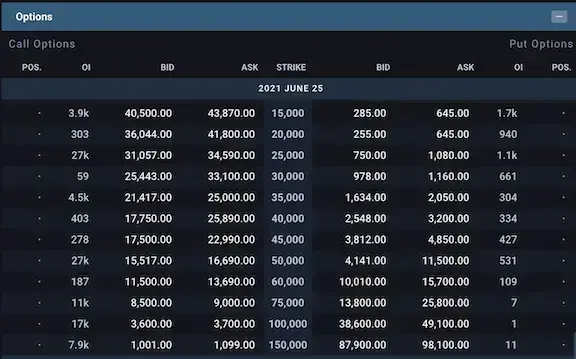 Options
Call Options Put Options
POS. OI BID ASK STRIKE BID ASK OI POS.
2021 JUNE 25
- 3.9k 40,500.00 43,870.00 15,000 285.00 645.00 1.7k -
- 303 36,044.00 41,800.00 20,000 255.00 645.00 940 -
- 27k 31,057.00 34,590.00 25,000 750.00 1,080.00 1.1k -
- 59 25,443.00 33,100.00 30,000 978.00 1,160.00 661 -
- 4.5k 21,417.00 25,000.00 35,000 1,634.00 2,050.00 304 -
- 403 17,750.00 25,890.00 40,000 2,548.00 3,200.00 334 -
- 278 17,500.00 22,990.00 45,000 3,812.00 4,850.00 427 -
- 27k 15,517.00 16,690.00 50,000 4,141.00 11,500.00 531 -
- 187 11,500.00 13,690.00 60,000 10,010.00 15,700.00 109 -
- 11k 8,500.00 9,000.00 75,000 13,800.00 25,800.00 7 -
- 17k 3,600.00 3,700.00 100,000 38,600.00 49,100.00 1 -
- 7.9k 1,001.00 1,099.00 150,000 87,900.00 98,100.00 11 -